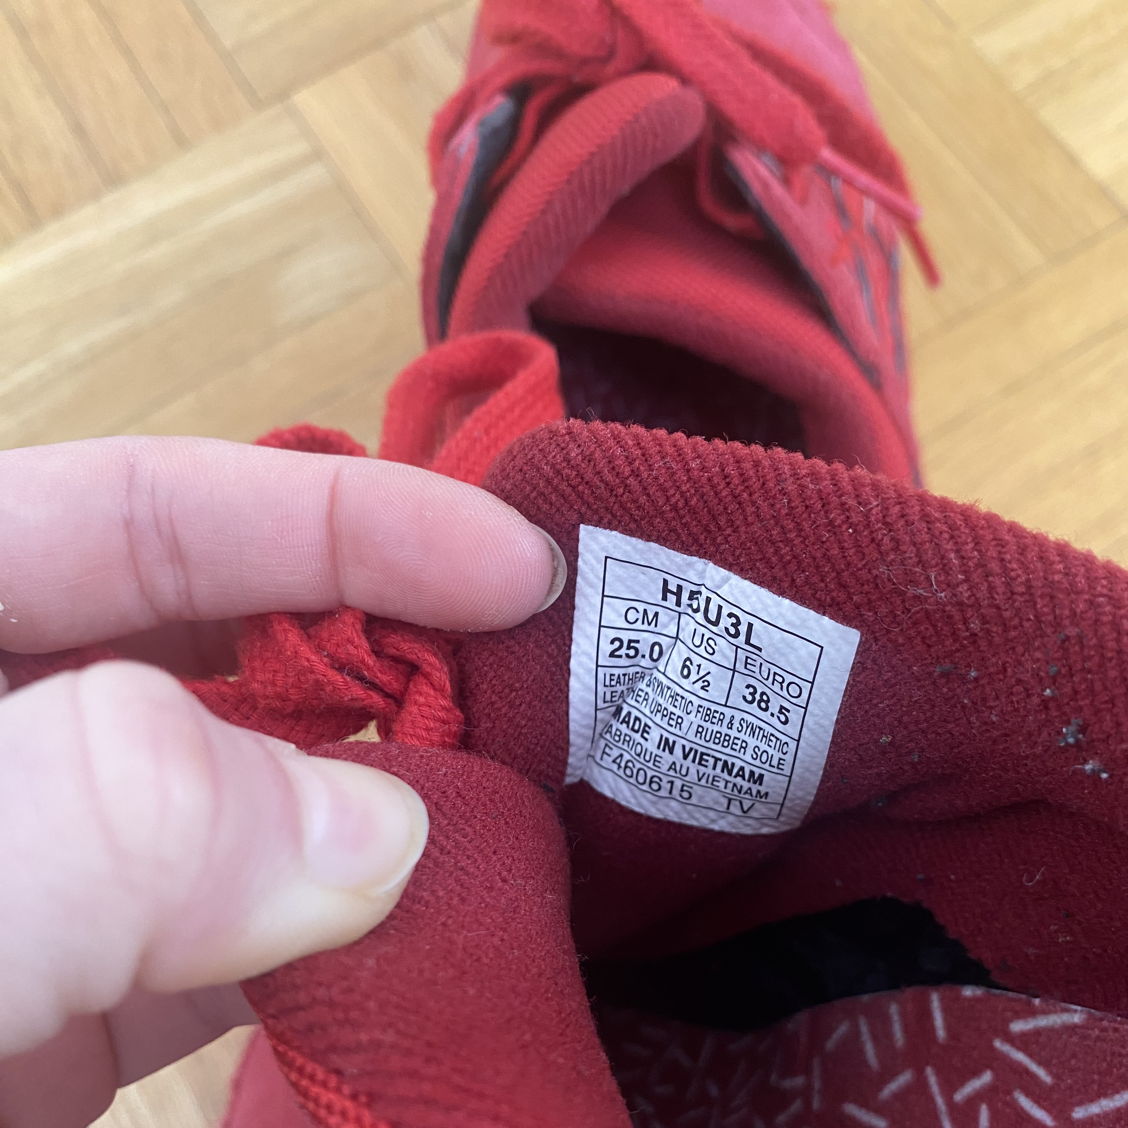 H5U3L
CM US EURO
25.0 6½ 38.5
LEATHER & SYNTHETIC FIBER & SYNTHETIC
LEATHER UPPER / RUBBER SOLE
MADE IN VIETNAM
FABRIQUE AU VIETNAM
F460615 TV